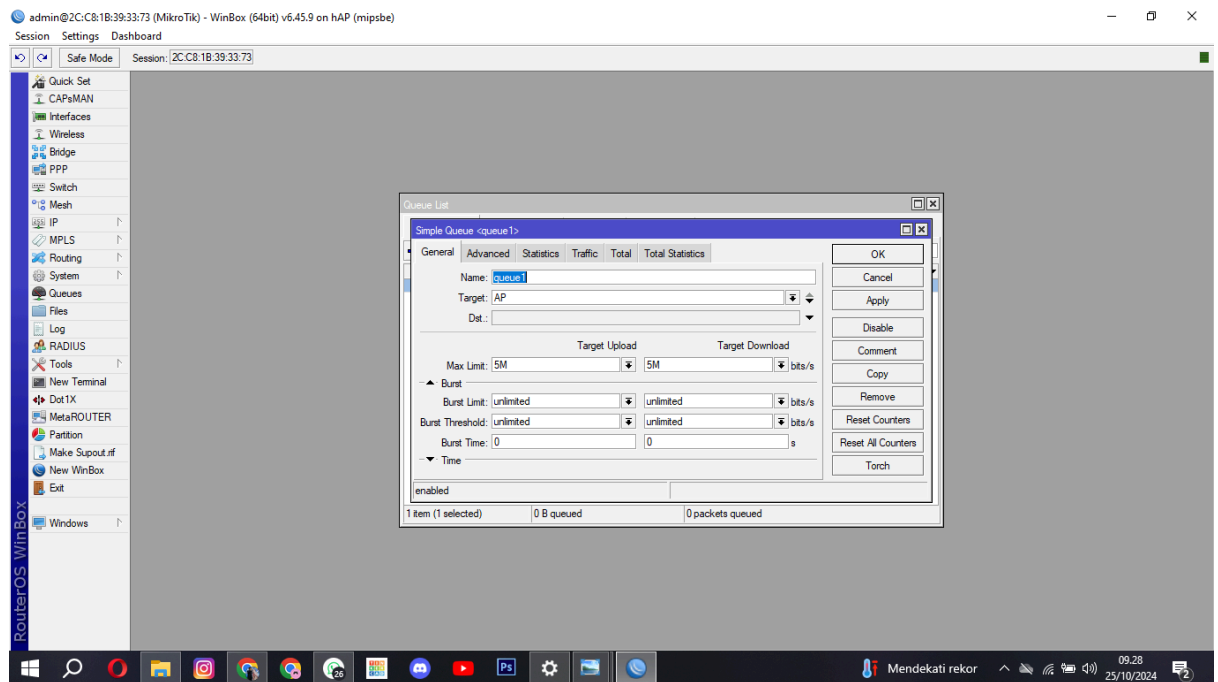 admin@2C:C8:1B:39:33:73 (MikroTik) - WinBox (64bit) v6.45.9 on hAP (mipsbe)
Session Settings Dashboard
Safe Mode Session: 2C:C8:1B:39:33:73
Quick Set
CAPsMAN
Interfaces
Wireless
Bridge
PPP
Switch
Mesh
IP
MPLS
Routing
System
Queues
Files
Log
RADIUS
Tools
New Terminal
Dot1X
MetaROUTER
Partition
Make Supout.rif
New WinBox
Exit
Windows
RouterOS WinBox
Queue List
Simple Queue <queue1>
General Advanced Statistics Traffic Total Total Statistics
Name: queue1
Target: AP
Dst.:
Target Upload Target Download
Max Limit: 5M 5M bits/s
Burst
Burst Limit: unlimited unlimited bits/s
Burst Threshold: unlimited unlimited bits/s
Burst Time: 0 0 s
Time
enabled
OK
Cancel
Apply
Disable
Comment
Copy
Remove
Reset Counters
Reset All Counters
Torch
1 item (1 selected) 0 B queued 0 packets queued
26
Ps
Mendekati rekor
09.28
25/10/2024
2